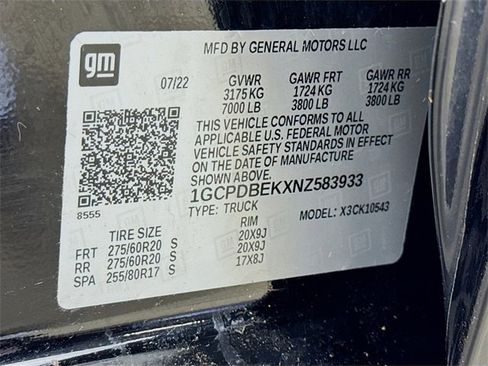 gm
MFD BY GENERAL MOTORS LLC
07/22 GVWR GAWR FRT GAWR RR
3175 KG 1724 KG 1724 KG
7000 LB 3800 LB 3800 LB
THIS VEHICLE CONFORMS TO ALL
APPLICABLE U.S. FEDERAL MOTOR
VEHICLE SAFETY STANDARDS IN EFFECT
ON THE DATE OF MANUFACTURE
SHOWN ABOVE.
1GCPDBEKXNZ583933
8555
TYPE: TRUCK MODEL: X3CK10543
TIRE SIZE RIM
FRT 275/60R20 S 20X9J
RR 275/60R20 S 20X9J
SPA 255/80R17 S 17X8J